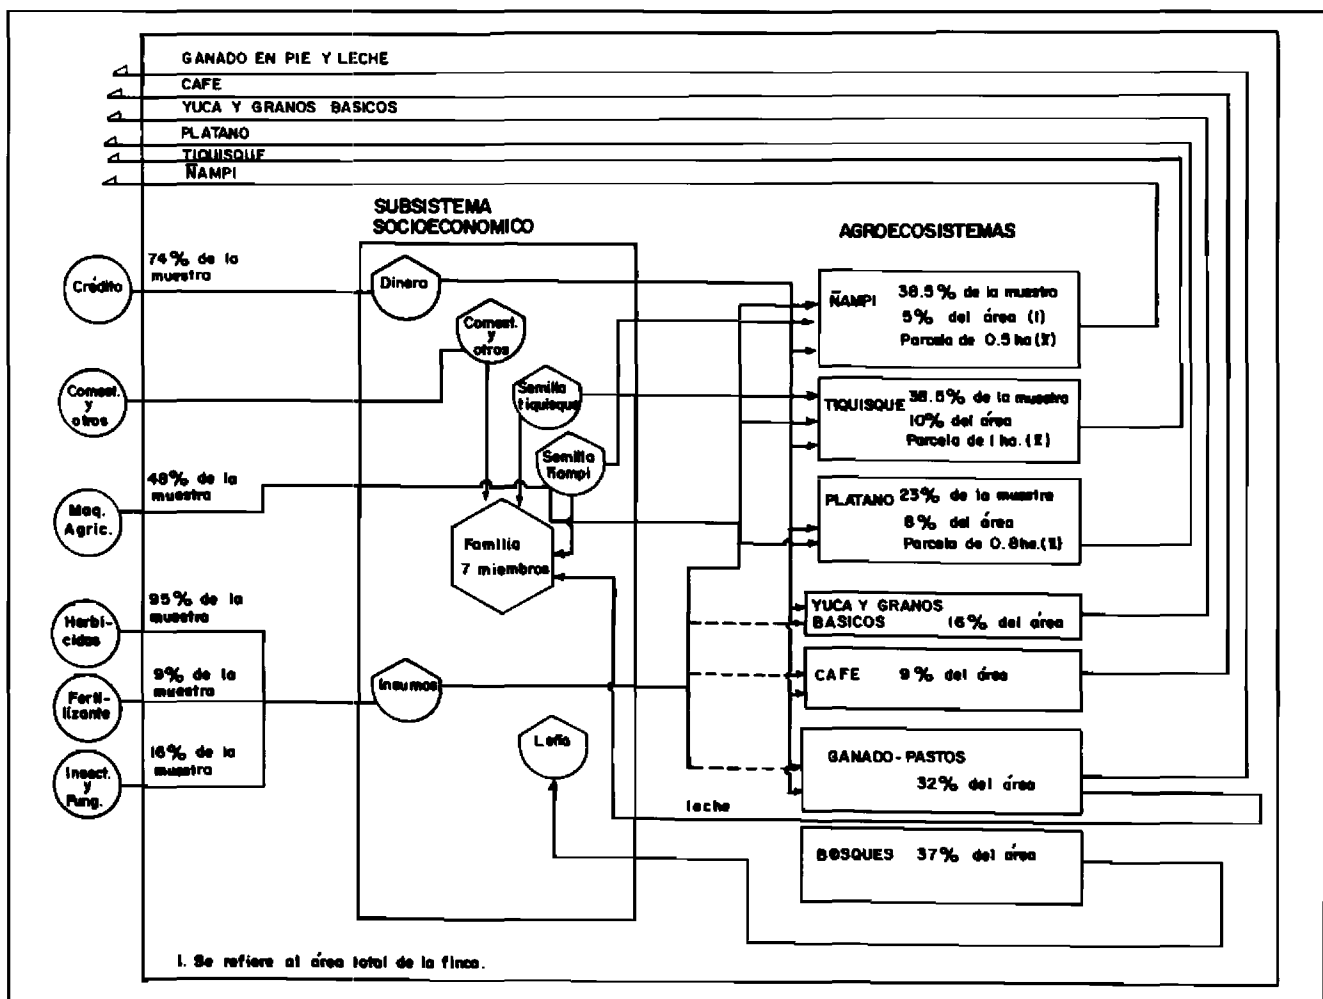 GANADO EN PIE Y LECHE
CAFE
YUCA Y GRANOS BASICOS
PLATANO
TIQUISQUE
ÑAMPI
SUBSISTEMA
SOCIOECONOMICO
AGROECOSISTEMAS
Crédito
74% de la
muestra
Dinero
Comest.
y
otros
Comest.
y
otros
Semilla
tiquisque
Semilla
Ñampi
48% de la
muestra
Maq.
Agric.
Familia
7 miembros
95% de la
muestra
Herbi-
cidas
9% de la
muestra
Ferti-
lizante
16% de la
muestra
Insect.
y
Fung.
Insumos
Leña
leche
ÑAMPI 38.5% de la muestra
5% del área (1)
Parcela de 0.5 ha (X̄)
TIQUISQUE 38.5% de la muestra
10% del área
Parcela de 1 ha. (X̄)
PLATANO 23% de la muestra
8% del área
Parcela de 0.8 ha. (X̄)
YUCA Y GRANOS
BASICOS 16% del área
CAFE 9% del área
GANADO - PASTOS
32% del área
BOSQUES 37% del área
1. Se refiere al área total de la finca.